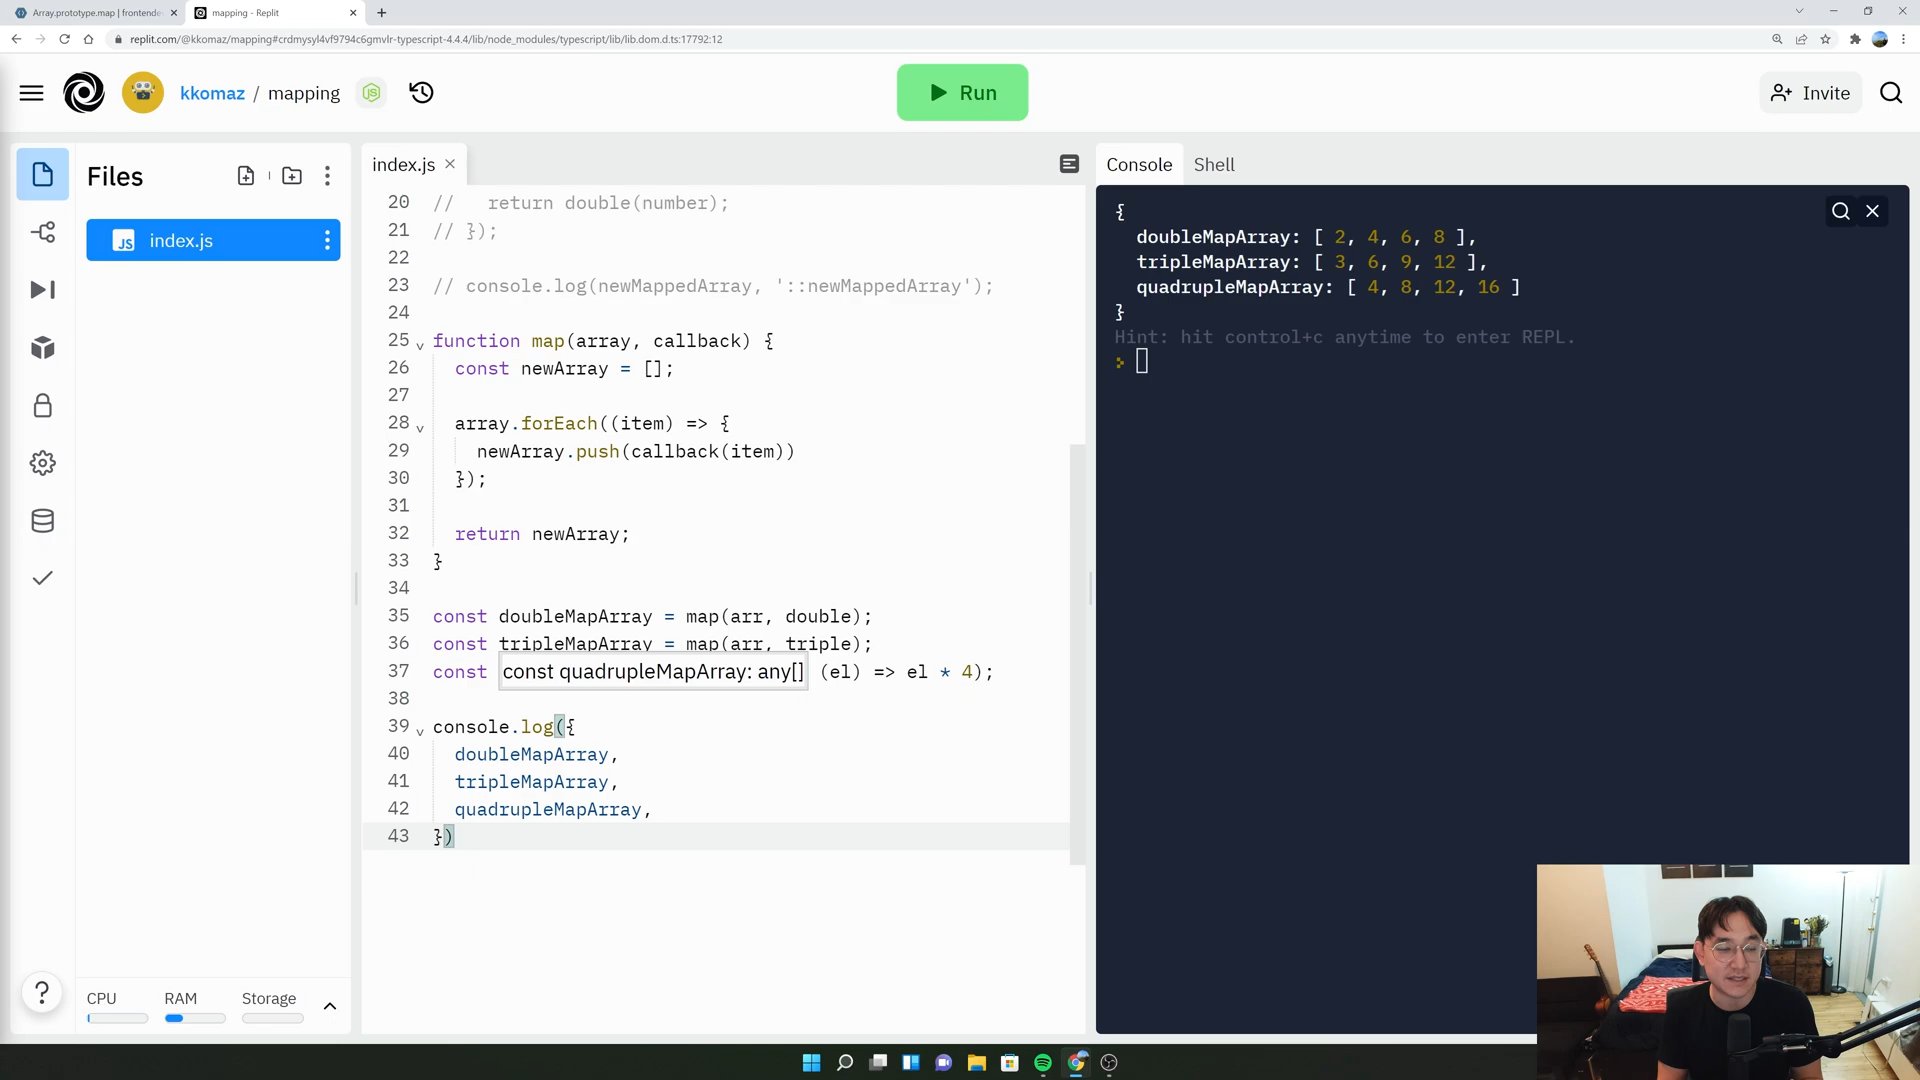 Array.prototype.map | frontende
mapping - Replit
replit.com/@kkomaz/mapping#crdmysyl4vf9794c6gmvlr-typescript-4.4.4/lib/node_modules/typescript/lib/lib.dom.d.ts:17792:12
kkomaz / mapping
Run
Invite
Files
index.js
CPU
RAM
Storage
index.js
20 //   return double(number);
21 // });
22
23 // console.log(newMappedArray, '::newMappedArray');
24
25 function map(array, callback) {
26   const newArray = [];
27
28   array.forEach((item) => {
29     newArray.push(callback(item))
30   });
31
32   return newArray;
33 }
34
35 const doubleMapArray = map(arr, double);
36 const tripleMapArray = map(arr, triple);
37 const const quadrupleMapArray: any[] (el) => el * 4);
38
39 console.log({
40   doubleMapArray,
41   tripleMapArray,
42   quadrupleMapArray,
43 })
Console
Shell
{
  doubleMapArray: [ 2, 4, 6, 8 ],
  tripleMapArray: [ 3, 6, 9, 12 ],
  quadrupleMapArray: [ 4, 8, 12, 16 ]
}
Hint: hit control+c anytime to enter REPL.